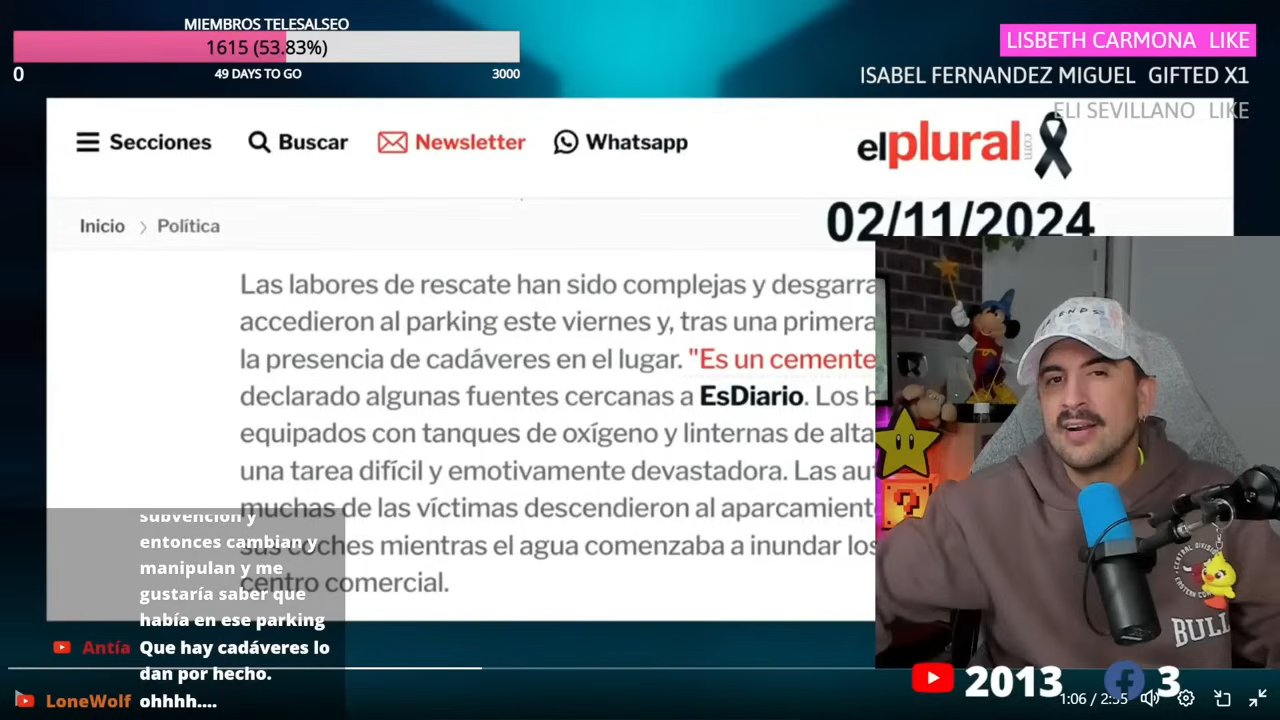 MIEMBROS TELESALSEO
1615 (53.83%)
0
49 DAYS TO GO
3000
LISBETH CARMONA LIKE
ISABEL FERNANDEZ MIGUEL GIFTED X1
ELI SEVILLANO LIKE
Secciones
Buscar
Newsletter
Whatsapp
elplural
.com
Inicio > Política
02/11/2024
Las labores de rescate han sido complejas y desgarra
accedieron al parking este viernes y, tras una primera
la presencia de cadáveres en el lugar. "Es un cemente
declarado algunas fuentes cercanas a EsDiario. Los b
equipados con tanques de oxígeno y linternas de alta
una tarea difícil y emotivamente devastadora. Las au
muchas de las víctimas descendieron al aparcamient
sus coches mientras el agua comenzaba a inundar los
centro comercial.
subvención y
entonces cambian y
manipulan y me
gustaría saber que
había en ese parking
Antía Que hay cadáveres lo
dan por hecho.
LoneWolf ohhhh....
FRIENDS
BULL
2013
3
1:06 / 2:55